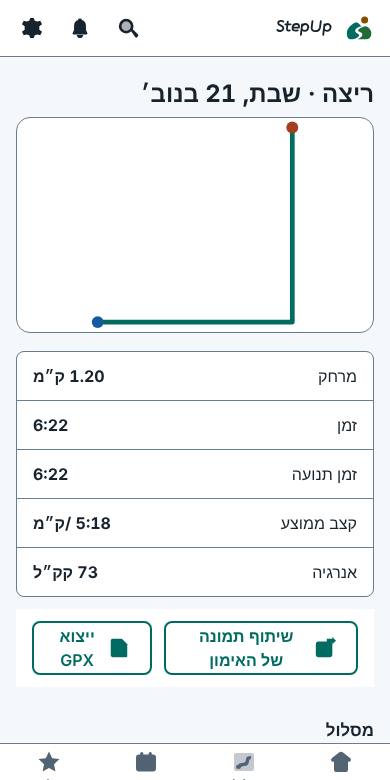 StepUp
ריצה · שבת, 21 בנוב׳
מרחק 1.20 ק״מ
זמן 6:22
זמן תנועה 6:22
קצב ממוצע 5:18 /ק״מ
אנרגיה 73 קק״ל
שיתוף תמונה
של האימון
ייצוא
GPX
מסלול